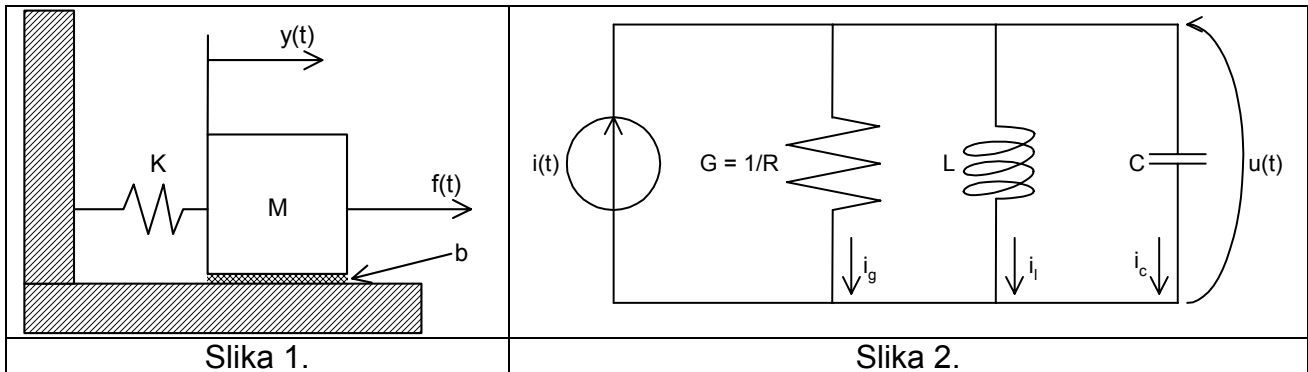 y(t)
K
M
f(t)
b
Slika 1.
i(t)
G = 1/R
L
C
u(t)
i_g
i_l
i_c
Slika 2.